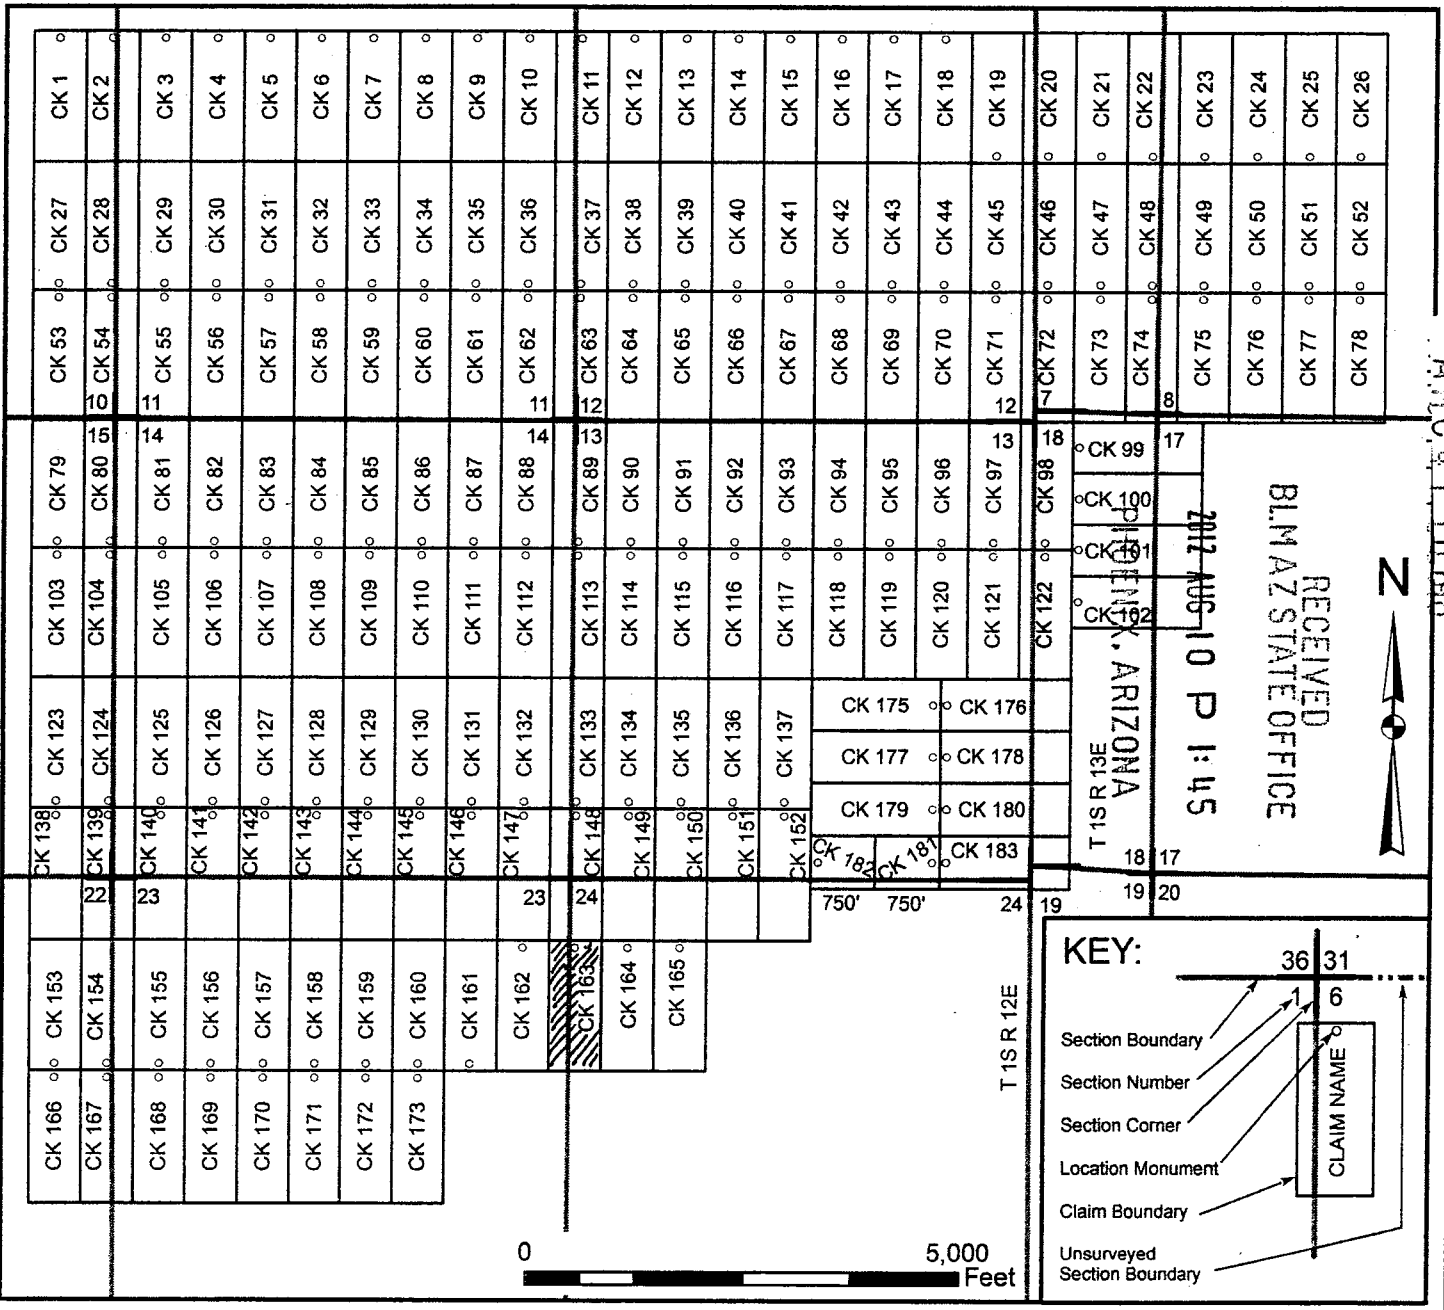 CK 1
CK 2
CK 3
CK 4
CK 5
CK 6
CK 7
CK 8
CK 9
CK 10
CK 11
CK 12
CK 13
CK 14
CK 15
CK 16
CK 17
CK 18
CK 19
CK 20
CK 21
CK 22
CK 23
CK 24
CK 25
CK 26
CK 27
CK 28
CK 29
CK 30
CK 31
CK 32
CK 33
CK 34
CK 35
CK 36
CK 37
CK 38
CK 39
CK 40
CK 41
CK 42
CK 43
CK 44
CK 45
CK 46
CK 47
CK 48
CK 49
CK 50
CK 51
CK 52
CK 53
CK 54
CK 55
CK 56
CK 57
CK 58
CK 59
CK 60
CK 61
CK 62
CK 63
CK 64
CK 65
CK 66
CK 67
CK 68
CK 69
CK 70
CK 71
CK 72
CK 73
CK 74
CK 75
CK 76
CK 77
CK 78
10 11 11 12 12 7 8
15 14 14 13 13 18 17
CK 79
CK 80
CK 81
CK 82
CK 83
CK 84
CK 85
CK 86
CK 87
CK 88
CK 89
CK 90
CK 91
CK 92
CK 93
CK 94
CK 95
CK 96
CK 97
CK 98
CK 99
CK 100
CK 101
CK 102
CK 103
CK 104
CK 105
CK 106
CK 107
CK 108
CK 109
CK 110
CK 111
CK 112
CK 113
CK 114
CK 115
CK 116
CK 117
CK 118
CK 119
CK 120
CK 121
CK 122
RECEIVED
BLM AZ STATE OFFICE
2012 AUG 10 P 1:45
PHOENIX, ARIZONA
N
T 1S R 13E
CK 123
CK 124
CK 125
CK 126
CK 127
CK 128
CK 129
CK 130
CK 131
CK 132
CK 133
CK 134
CK 135
CK 136
CK 137
CK 175
CK 176
CK 177
CK 178
CK 179
CK 180
CK 138
CK 139
CK 140
CK 141
CK 142
CK 143
CK 144
CK 145
CK 146
CK 147
CK 148
CK 149
CK 150
CK 151
CK 152
CK 182
CK 181
CK 183
18 17
22 23 23 24 24 19 19 20
750' 750'
CK 153
CK 154
CK 155
CK 156
CK 157
CK 158
CK 159
CK 160
CK 161
CK 162
CK 163
CK 164
CK 165
T 1S R 12E
CK 166
CK 167
CK 168
CK 169
CK 170
CK 171
CK 172
CK 173
0 5,000
Feet
KEY:
36 31
1 6
Section Boundary
Section Number
Section Corner
Location Monument
Claim Boundary
Unsurveyed
Section Boundary
CLAIM NAME